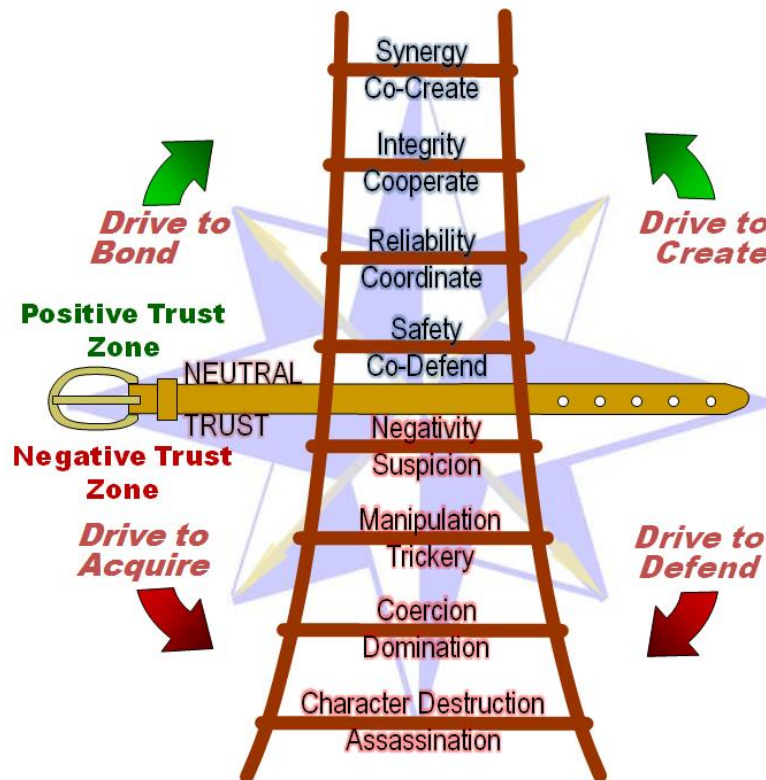 Synergy
Co-Create
Integrity
Cooperate
Drive to
Bond
Drive to
Create
Reliability
Coordinate
Positive Trust
Zone
Safety
Co-Defend
NEUTRAL
TRUST
Negative Trust
Zone
Negativity
Suspicion
Drive to
Acquire
Drive to
Defend
Manipulation
Trickery
Coercion
Domination
Character Destruction
Assassination